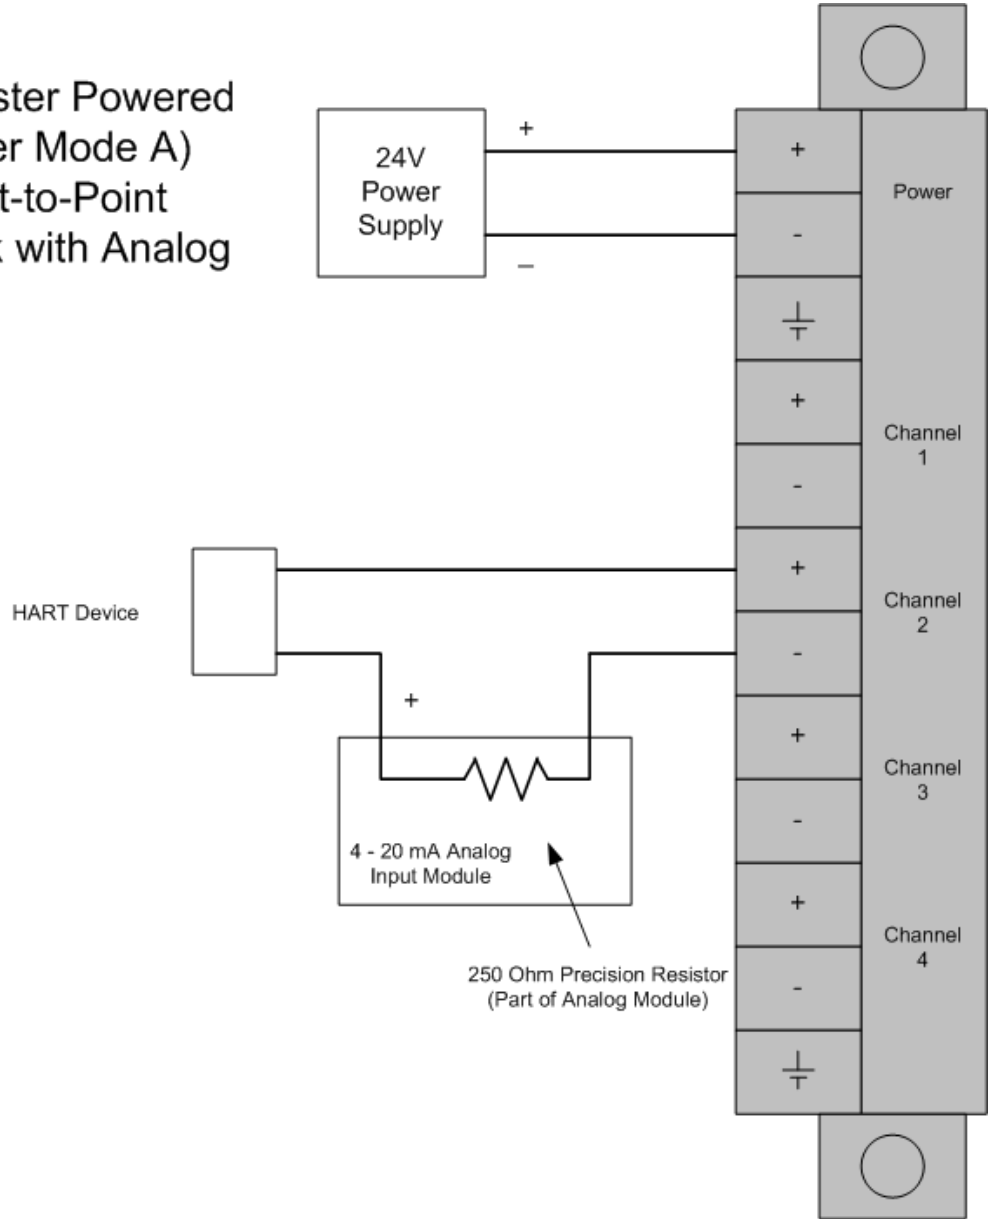 ster Powered
er Mode A)
t-to-Point
with Analog
24V
Power
Supply
+
–
+
-
Power
+
-
Channel
1
+
-
Channel
2
+
-
Channel
3
+
-
Channel
4
HART Device
+
4 - 20 mA Analog
Input Module
250 Ohm Precision Resistor
(Part of Analog Module)